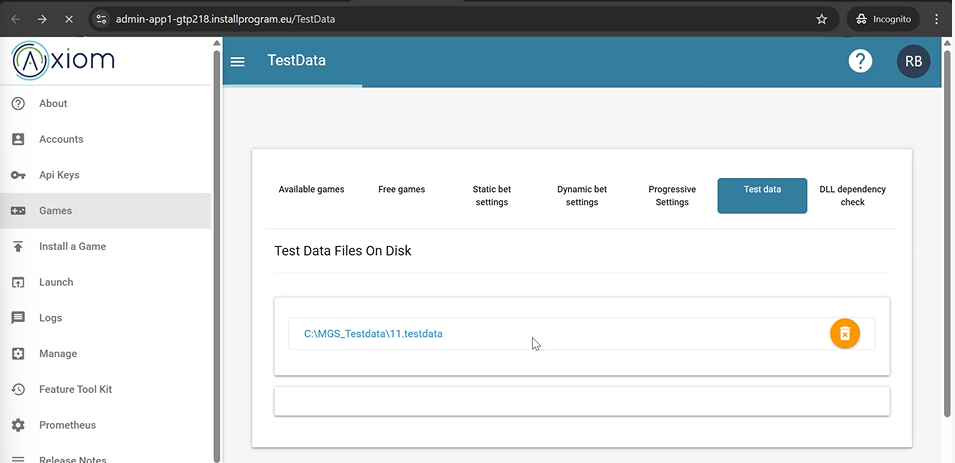 admin-app1-gtp218.installprogram.eu/TestData
Incognito
Axiom
TestData
RB
About
Accounts
Api Keys
Games
Install a Game
Launch
Logs
Manage
Feature Tool Kit
Prometheus
Release Notes
Available games
Free games
Static bet
settings
Dynamic bet
settings
Progressive
Settings
Test data
DLL dependency
check
Test Data Files On Disk
C:\MGS_Testdata\11.testdata